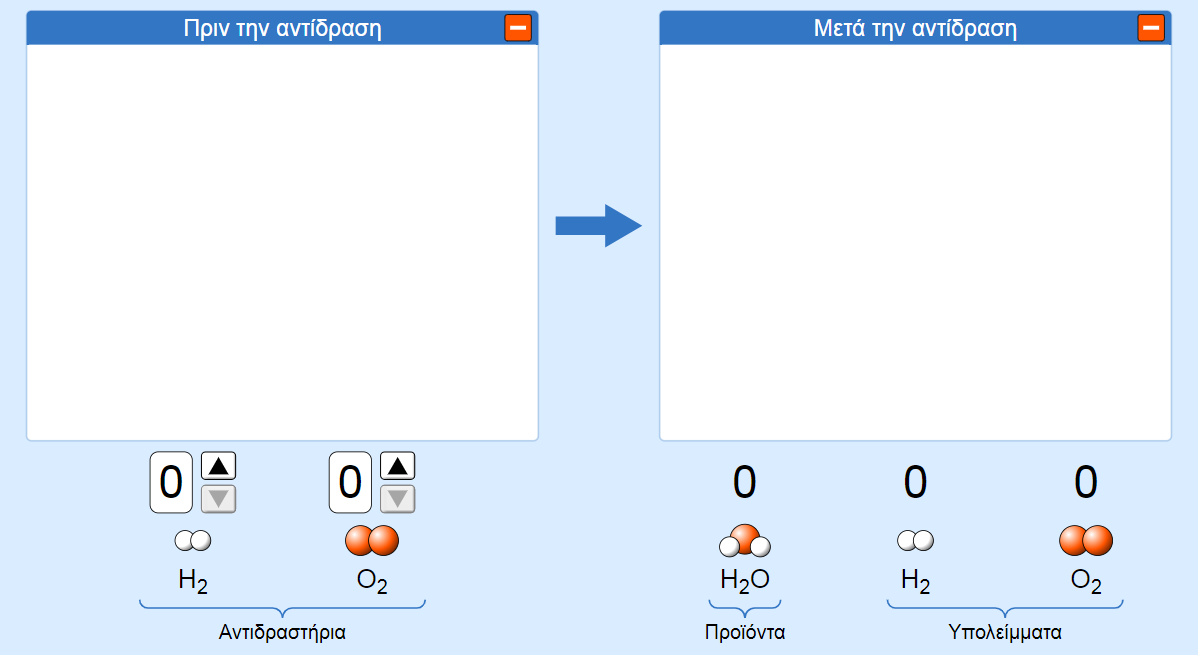 Πριν την αντίδραση
Μετά την αντίδραση
0 0 0 0 0
H2 O2 H2O H2 O2
Αντιδραστήρια Προϊόντα Υπολείμματα